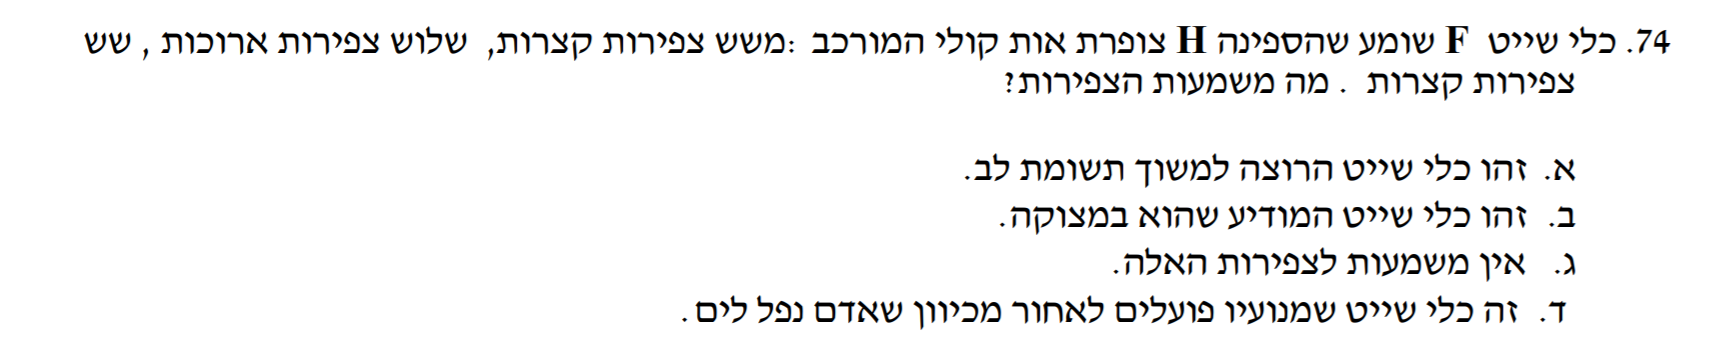 74. כלי שייט F שומע שהספינה H צופרת אות קולי המורכב :משש צפירות קצרות, שלוש צפירות ארוכות , שש
צפירות קצרות . מה משמעות הצפירות?
א. זהו כלי שייט הרוצה למשוך תשומת לב.
ב. זהו כלי שייט המודיע שהוא במצוקה.
ג. אין משמעות לצפירות האלה.
ד. זה כלי שייט שמנועיו פועלים לאחור מכיוון שאדם נפל לים.